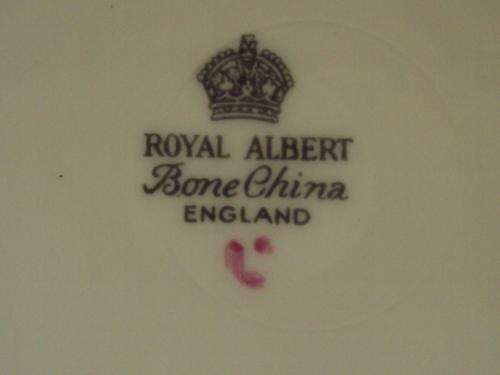 ROYAL ALBERT
Bone China
ENGLAND